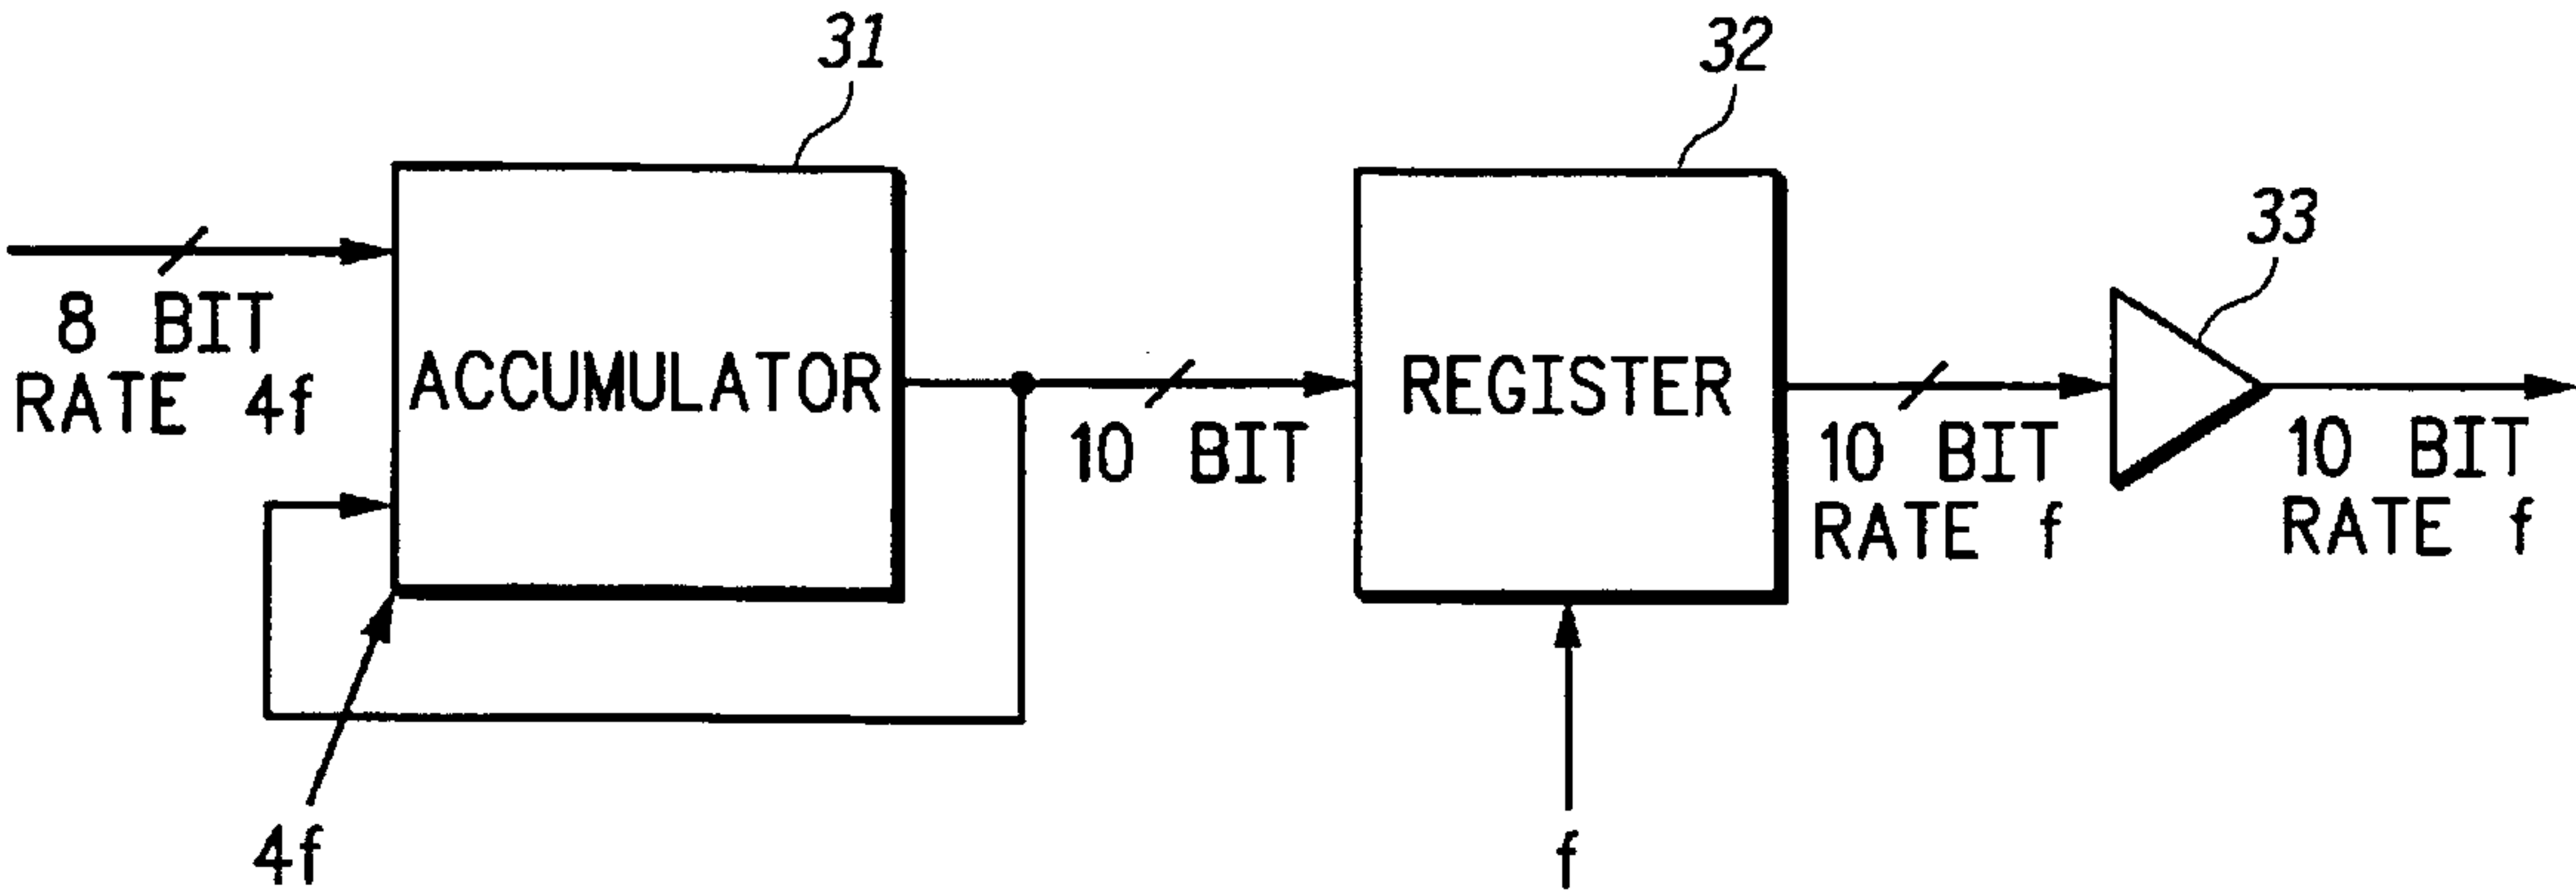 31
32
33
8 BIT
RATE 4f
ACCUMULATOR
10 BIT
REGISTER
10 BIT
RATE f
10 BIT
RATE f
4f
f